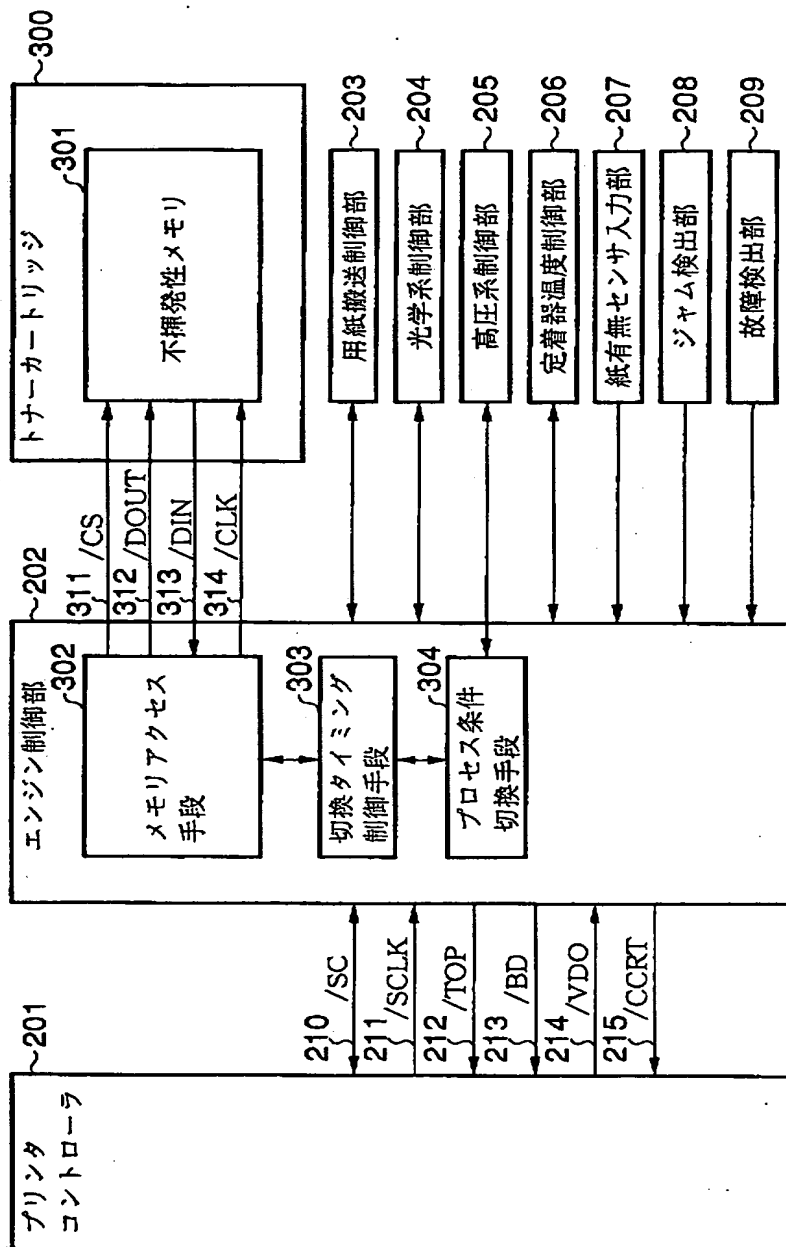 プリンタ
コントローラ
201
210
/SC
211
/SCLK
212
/TOP
213
/BD
214
/VDO
215
/CCRT
エンジン制御部
202
302
メモリアクセス
手段
303
切換タイミング
制御手段
304
プロセス条件
切換手段
311
/CS
312
/DOUT
313
/DIN
314
/CLK
トナーカートリッジ
300
301
不揮発性メモリ
用紙搬送制御部
203
光学系制御部
204
高圧系制御部
205
定着器温度制御部
206
紙有無センサ入力部
207
ジャム検出部
208
故障検出部
209